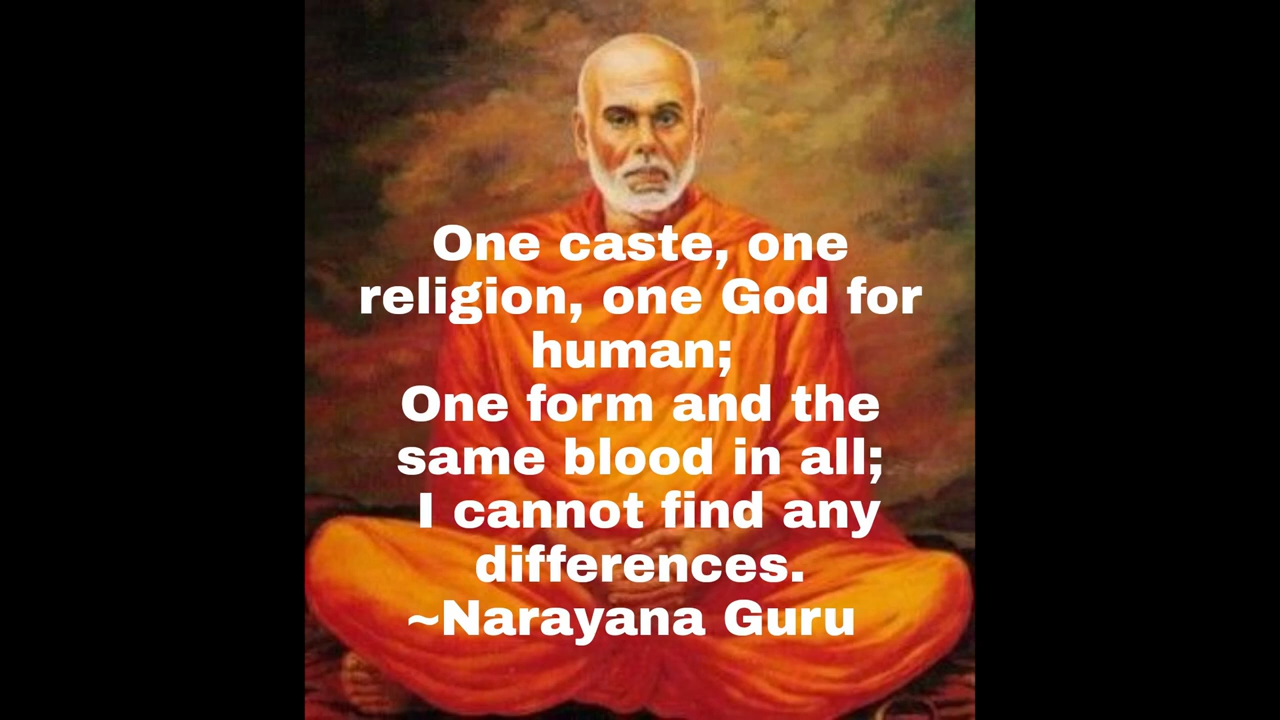 One caste, one
religion, one God for
human;
One form and the
same blood in all;
I cannot find any
differences.
~Narayana Guru